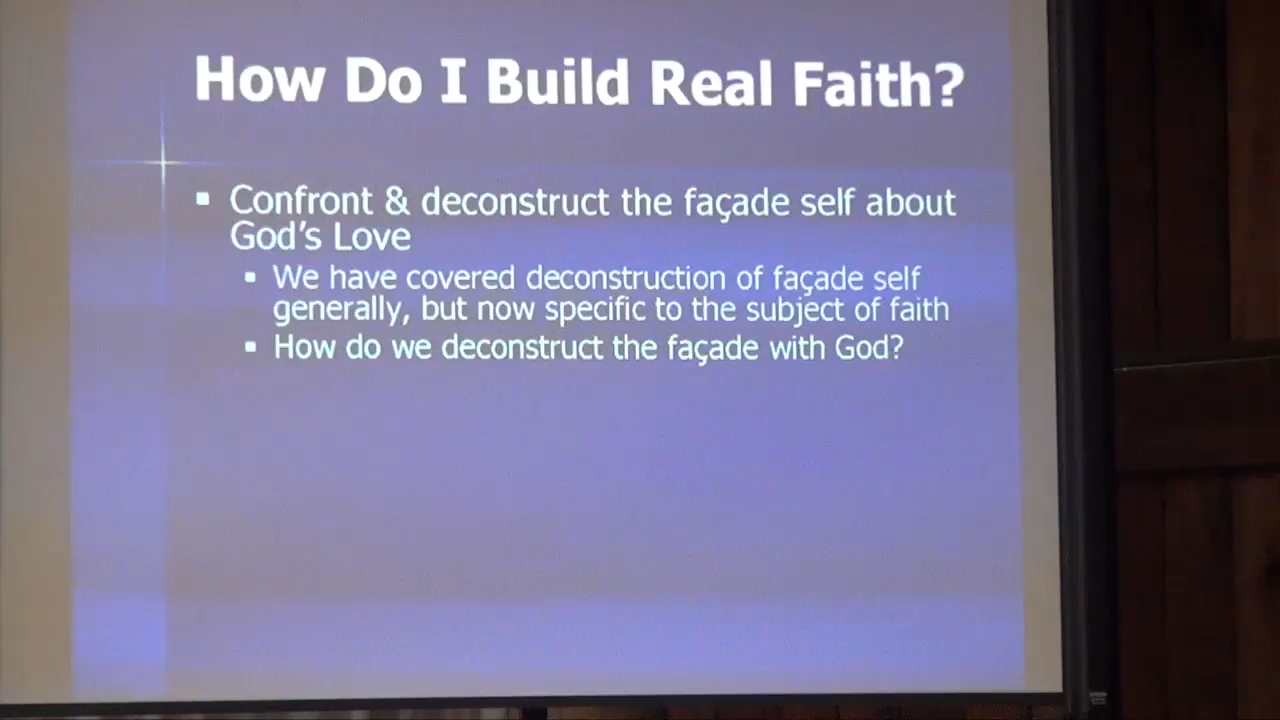 How Do I Build Real Faith?
▪ Confront & deconstruct the façade self about
God's Love
▪ We have covered deconstruction of façade self
generally, but now specific to the subject of faith
▪ How do we deconstruct the façade with God?